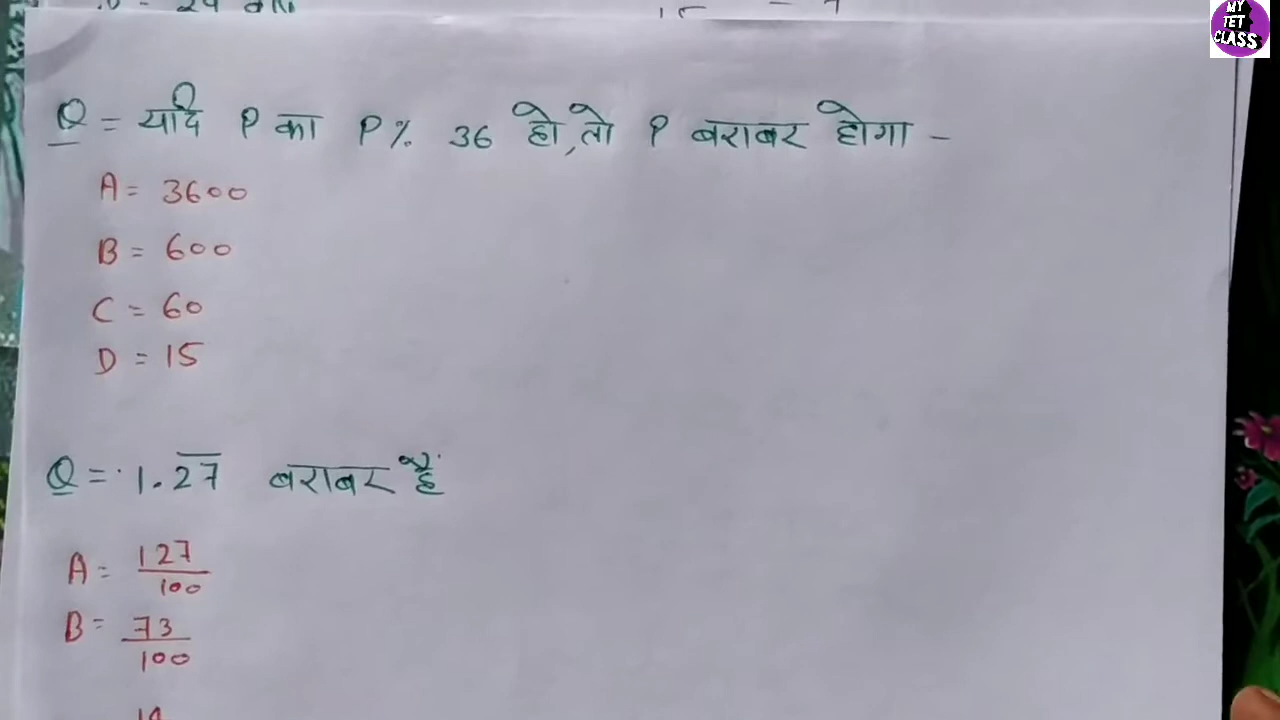 MY
TET
CLASS
Q = यदि P का P% 36 हो, तो P बराबर होगा -
A = 3600
B = 600
C = 60
D = 15
Q = 1.2̅7̅ बराबर है
A = 127/100
B = 73/100